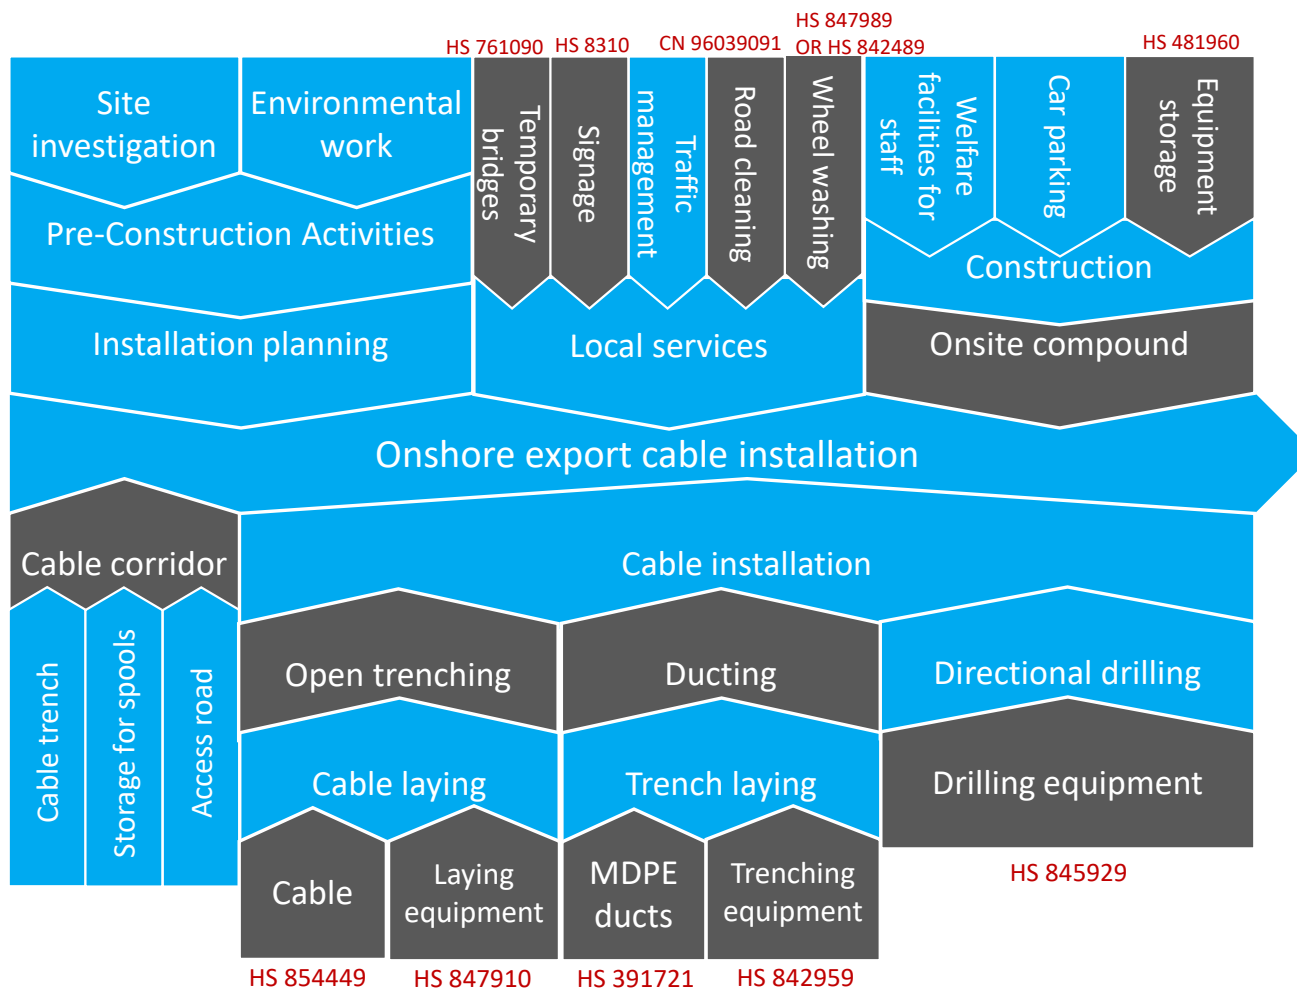 HS 761090
HS 8310
CN 96039091
HS 847989
OR HS 842489
HS 481960
Site
investigation
Environmental
work
Temporary
bridges
Signage
Traffic
management
Road cleaning
Wheel washing
Welfare
facilities for
staff
Car parking
Equipment
storage
Pre-Construction Activities
Construction
Installation planning
Local services
Onsite compound
Onshore export cable installation
Cable corridor
Cable installation
Cable trench
Storage for spools
Access road
Open trenching
Ducting
Directional drilling
Cable laying
Trench laying
Drilling equipment
Cable
Laying
equipment
MDPE
ducts
Trenching
equipment
HS 845929
HS 854449
HS 847910
HS 391721
HS 842959